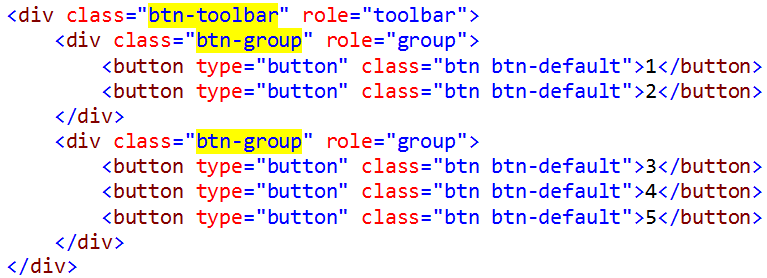 <div class="btn-toolbar" role="toolbar">
    <div class="btn-group" role="group">
        <button type="button" class="btn btn-default">1</button>
        <button type="button" class="btn btn-default">2</button>
    </div>
    <div class="btn-group" role="group">
        <button type="button" class="btn btn-default">3</button>
        <button type="button" class="btn btn-default">4</button>
        <button type="button" class="btn btn-default">5</button>
    </div>
</div>